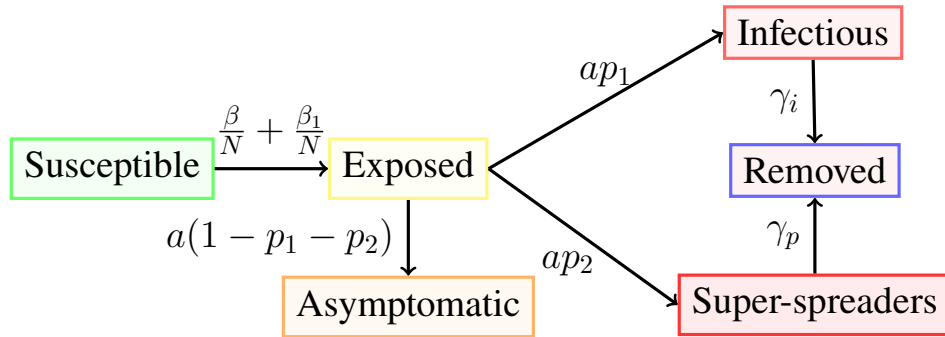 Infectious
ap₁
γᵢ
β/N + β₁/N
Susceptible
Exposed
Removed
a(1 − p₁ − p₂)
ap₂
γₚ
Asymptomatic
Super-spreaders